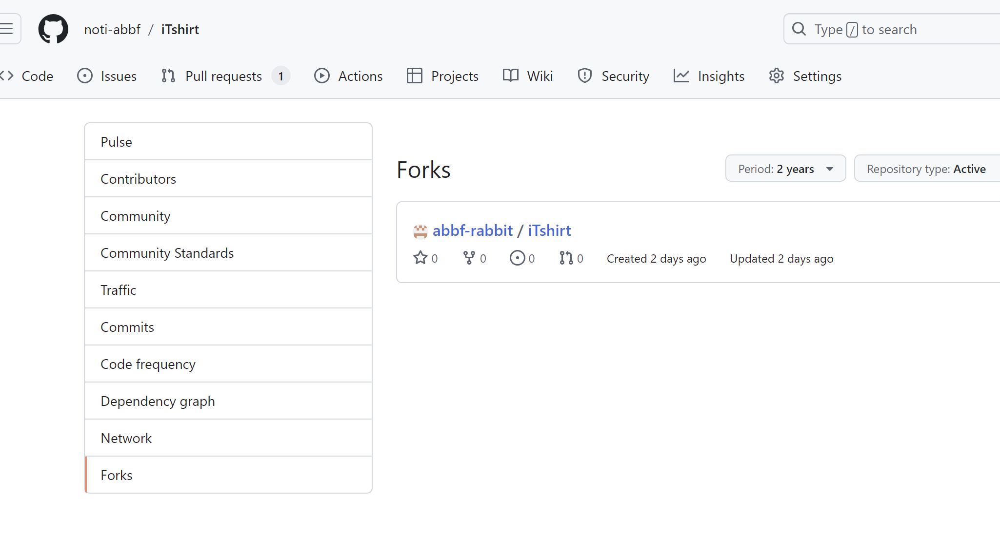 noti-abbf / iTshirt
Type / to search
Code Issues Pull requests 1 Actions Projects Wiki Security Insights Settings
Pulse
Contributors
Community
Community Standards
Traffic
Commits
Code frequency
Dependency graph
Network
Forks
Forks
Period: 2 years
Repository type: Active
abbf-rabbit / iTshirt
0 0 0 0 Created 2 days ago Updated 2 days ago